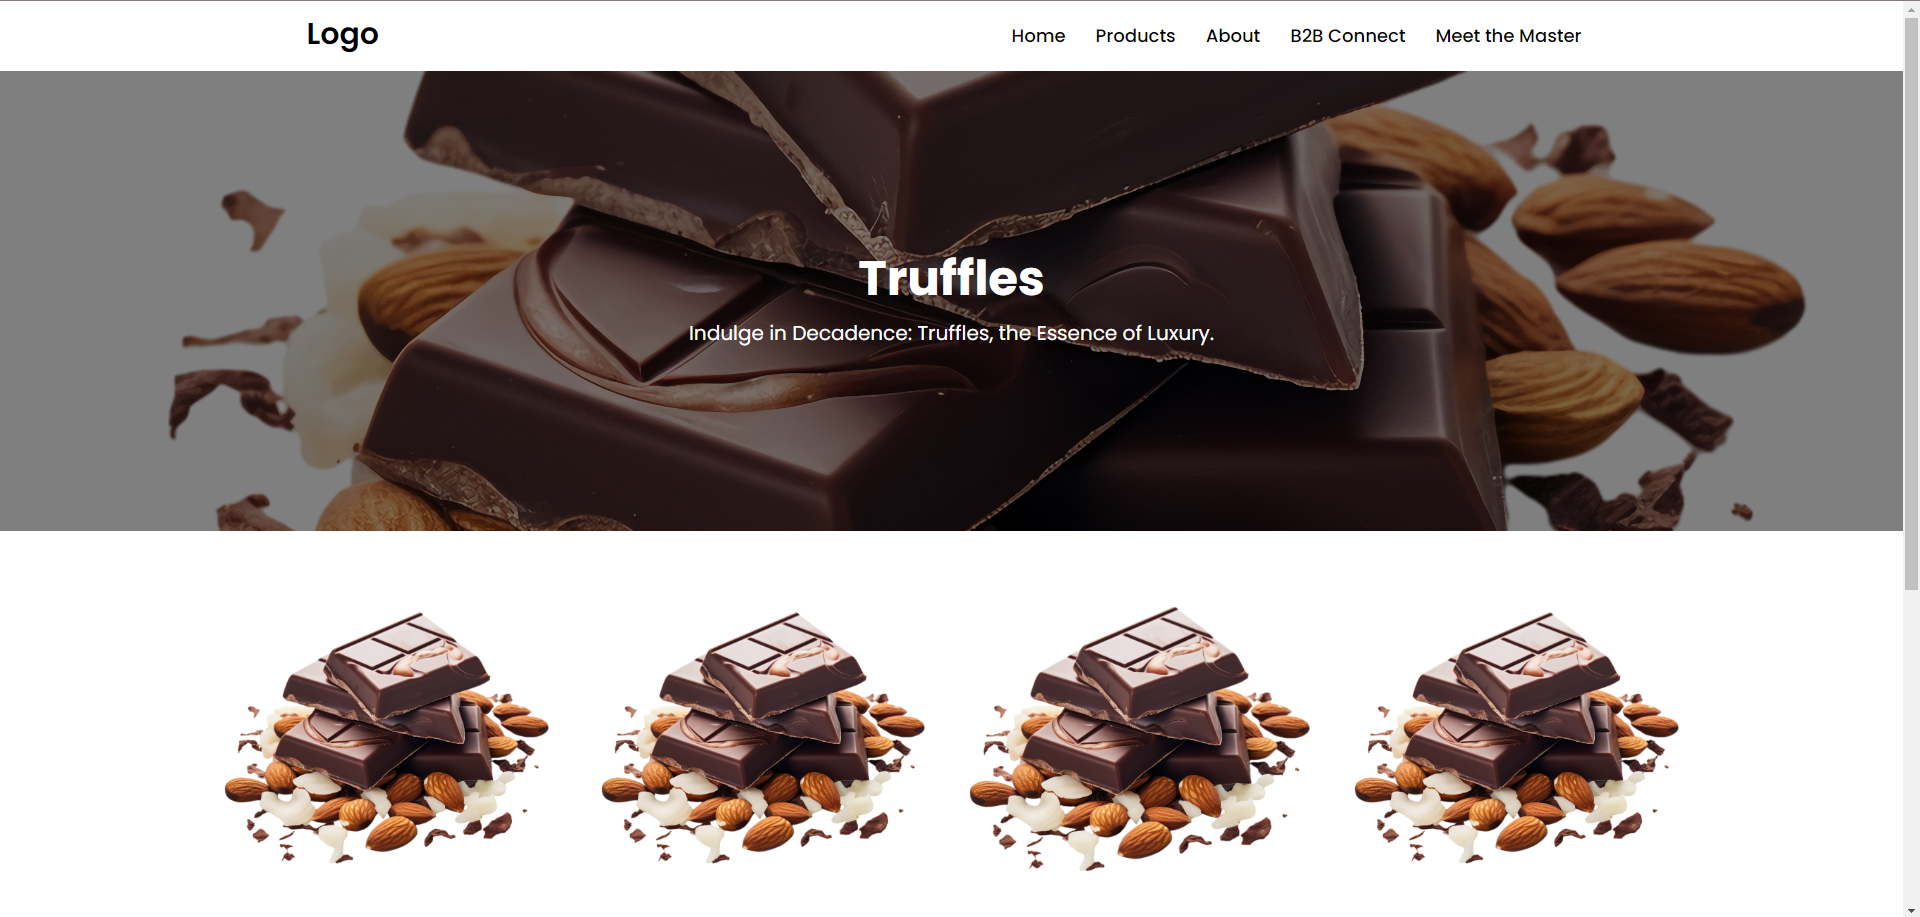 Logo
Home Products About B2B Connect Meet the Master
Truffles
Indulge in Decadence: Truffles, the Essence of Luxury.